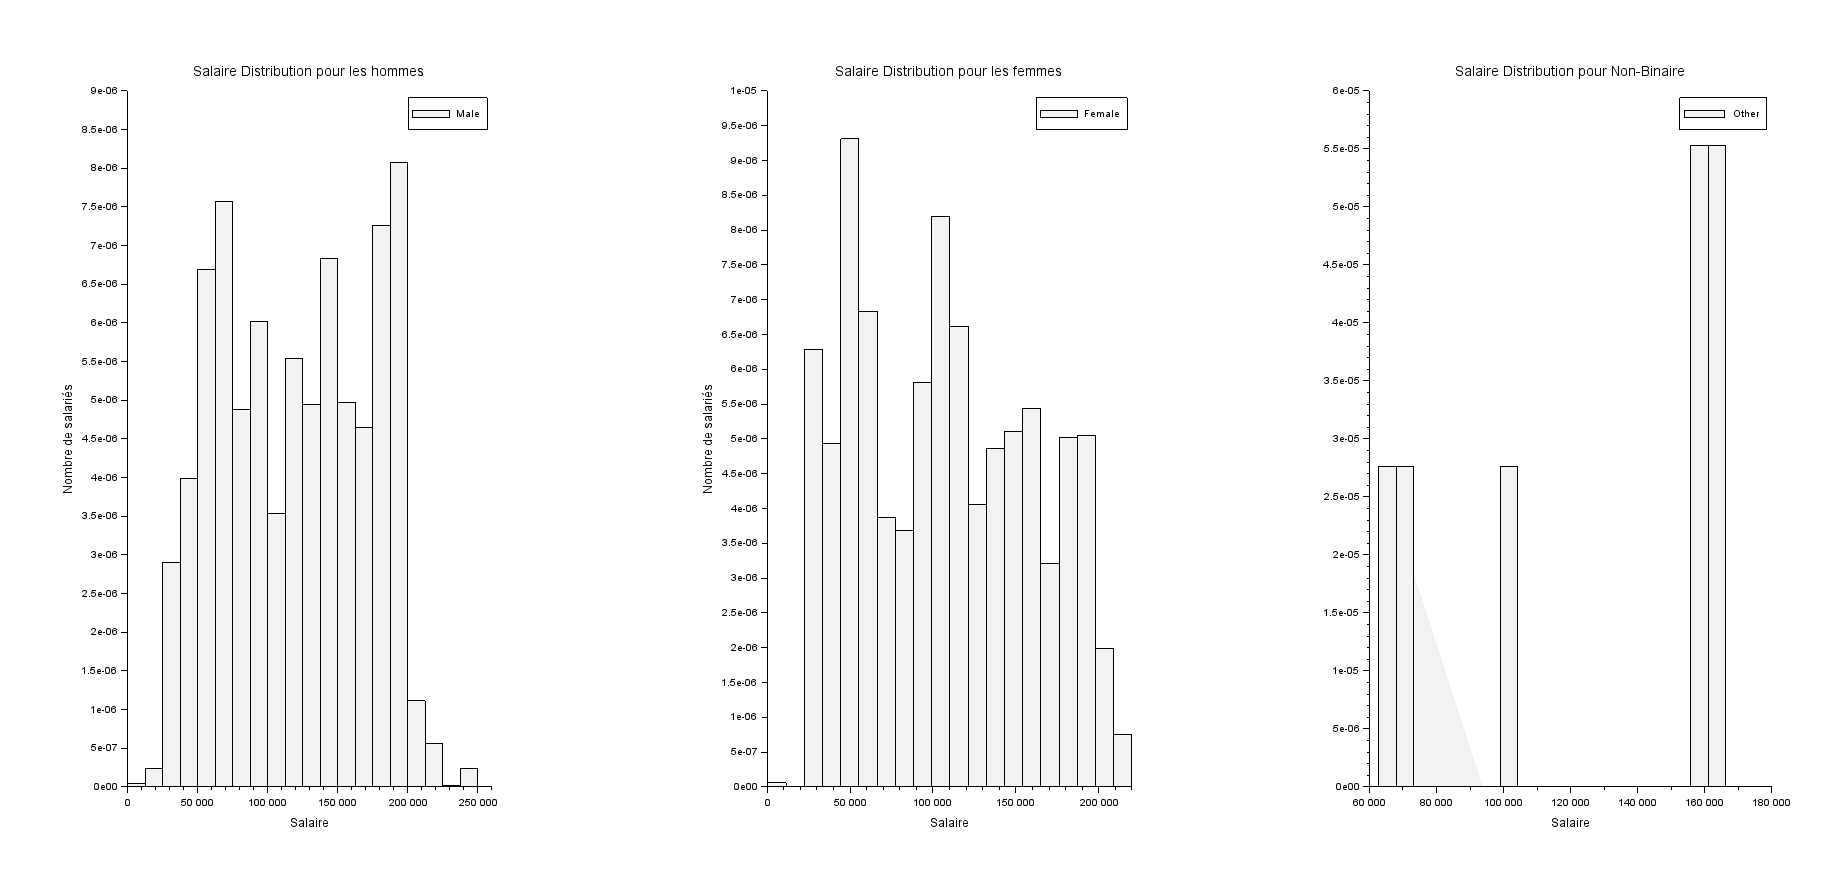 Salaire Distribution pour les hommes
9e-06
8.5e-06
8e-06
7.5e-06
7e-06
6.5e-06
6e-06
5.5e-06
5e-06
4.5e-06
4e-06
3.5e-06
3e-06
2.5e-06
2e-06
1.5e-06
1e-06
5e-07
0e00
Nombre de salariés
Male
0 50 000 100 000 150 000 200 000 250 000
Salaire
Salaire Distribution pour les femmes
1e-05
9.5e-06
9e-06
8.5e-06
8e-06
7.5e-06
7e-06
6.5e-06
6e-06
5.5e-06
5e-06
4.5e-06
4e-06
3.5e-06
3e-06
2.5e-06
2e-06
1.5e-06
1e-06
5e-07
0e00
Nombre de salariés
Female
0 50 000 100 000 150 000 200 000
Salaire
Salaire Distribution pour Non-Binaire
6e-05
5.5e-05
5e-05
4.5e-05
4e-05
3.5e-05
3e-05
2.5e-05
2e-05
1.5e-05
1e-05
5e-06
0e00
Other
60 000 80 000 100 000 120 000 140 000 160 000 180 000
Salaire